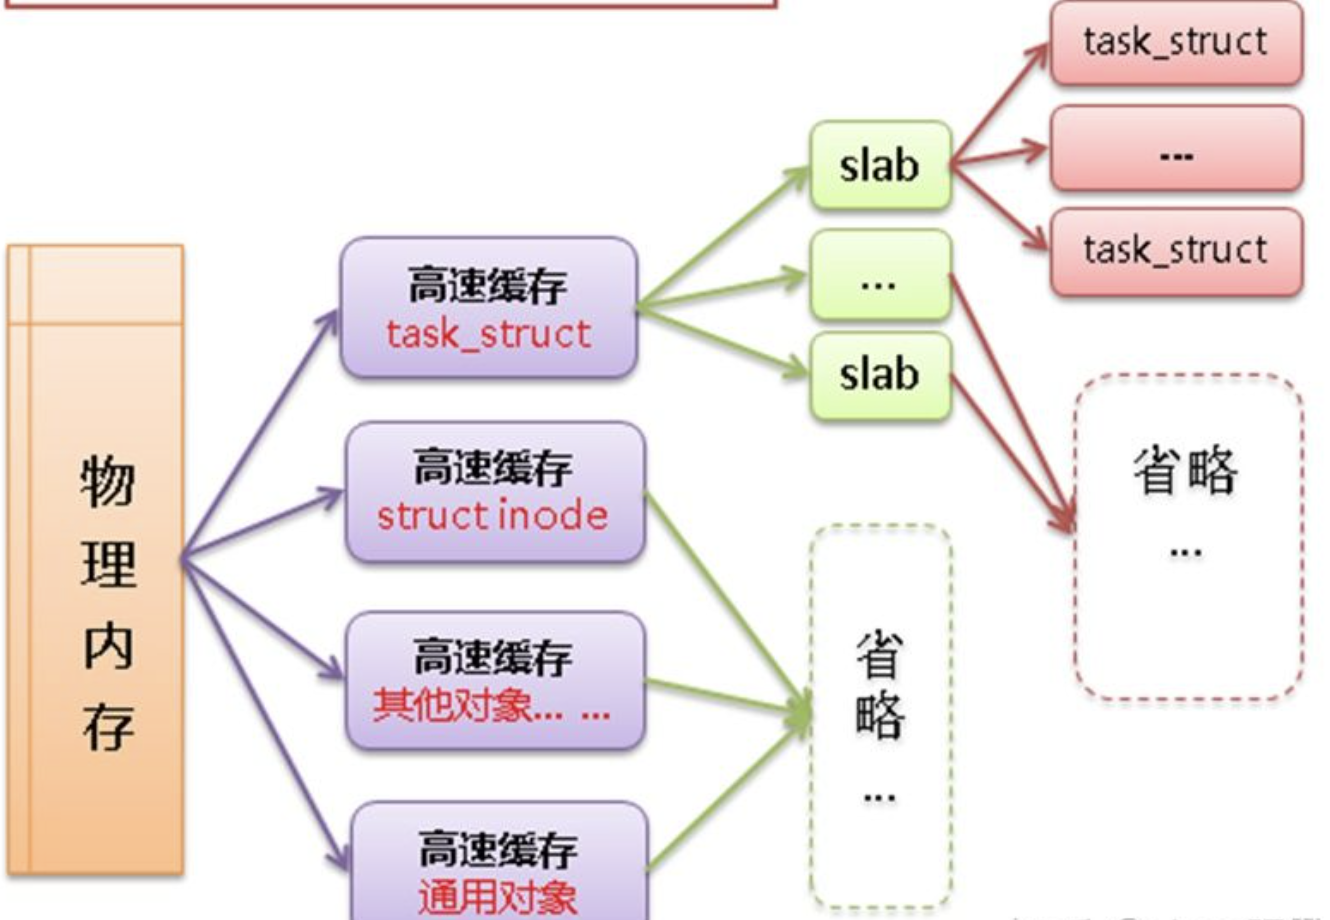 物
理
内
存
高速缓存
task_struct
高速缓存
struct inode
高速缓存
其他对象... ...
高速缓存
通用对象
slab
...
slab
省
略
...
task_struct
...
task_struct
省略
...